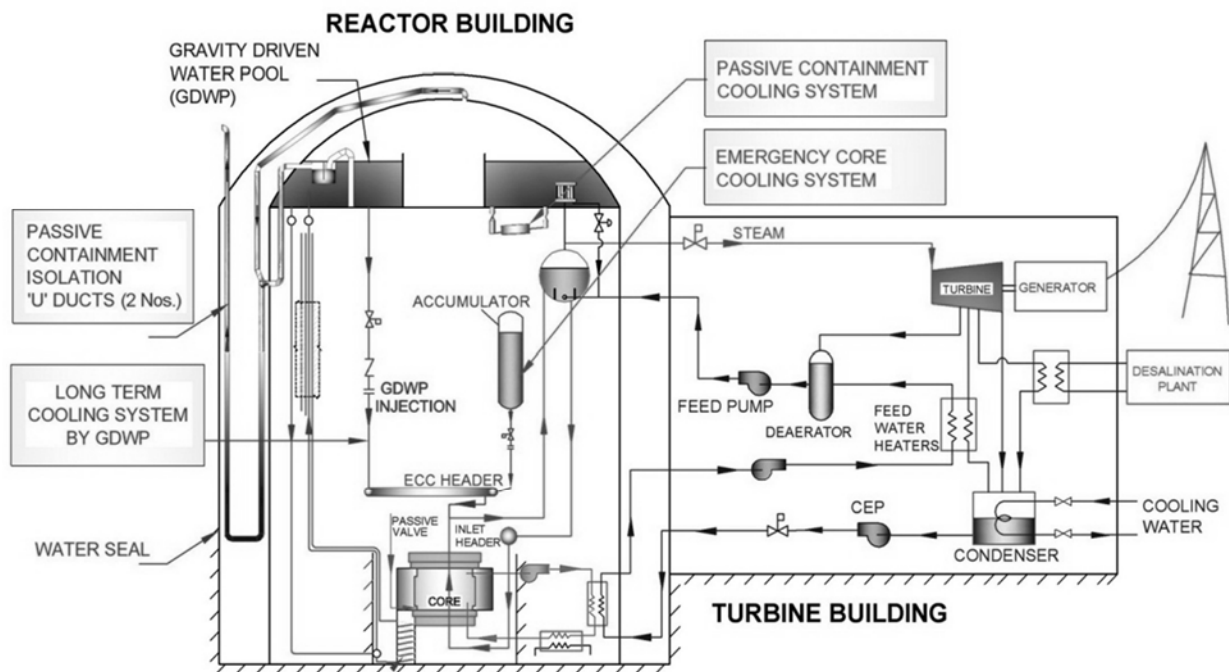 REACTOR BUILDING
GRAVITY DRIVEN
WATER POOL
(GDWP)
PASSIVE CONTAINMENT
COOLING SYSTEM
EMERGENCY CORE
COOLING SYSTEM
PASSIVE
CONTAINMENT
ISOLATION
'U' DUCTS (2 Nos.)
STEAM
TURBINE
GENERATOR
ACCUMULATOR
LONG TERM
COOLING SYSTEM
BY GDWP
GDWP
INJECTION
FEED PUMP
DEAERATOR
FEED
WATER
HEATERS
DESALINATION
PLANT
ECC HEADER
PASSIVE
VALVE
INLET
HEADER
CEP
COOLING
WATER
CONDENSER
WATER SEAL
CORE
TURBINE BUILDING